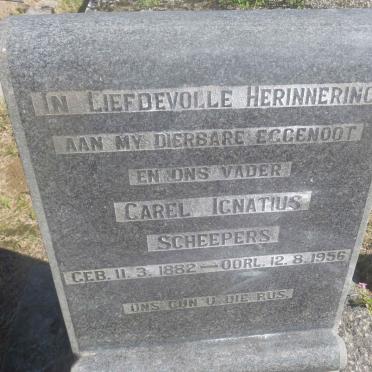 IN LIEFDEVOLLE HERINNERING
AAN MY DIERBARE EGGENOOT
EN ONS VADER
CAREL IGNATIUS
SCHEEPERS
GEB. 11. 3. 1882 — OORL. 12. 8. 1956
ONS GUN U DIE RUS.